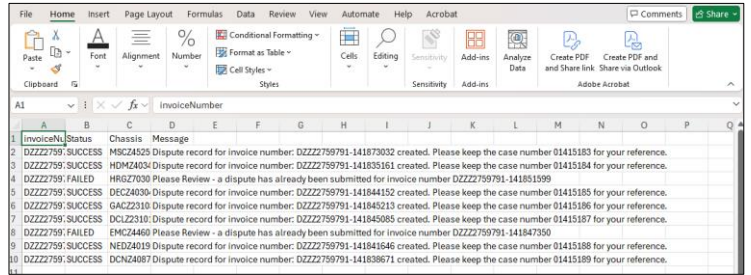 File Home Insert Page Layout Formulas Data Review View Automate Help Acrobat Comments Share
Paste Font Alignment Number Conditional Formatting Format as Table Cell Styles Cells Editing Sensitivity Add-ins Analyze Data Create PDF and Share link Create PDF and Share via Outlook
Clipboard Styles Sensitivity Add-ins Adobe Acrobat
A1 fx invoiceNumber
A B C D E F G H I J K L M N O P Q
1 invoiceNu Status Chassis Message
2 DZZZ2759 SUCCESS MSCZ4525 Dispute record for invoice number: DZZZ2759791-141873032 created. Please keep the case number 01415183 for your reference.
3 DZZZ2759 SUCCESS HDMZ4034 Dispute record for invoice number: DZZZ2759791-141835161 created. Please keep the case number 01415184 for your reference.
4 DZZZ2759 FAILED HRGZ7030 Please Review - a dispute has already been submitted for invoice number DZZZ2759791-141851599
5 DZZZ2759 SUCCESS DECZ4030 Dispute record for invoice number: DZZZ2759791-141844152 created. Please keep the case number 01415185 for your reference.
6 DZZZ2759 SUCCESS GACZ2310 Dispute record for invoice number: DZZZ2759791-141845213 created. Please keep the case number 01415186 for your reference.
7 DZZZ2759 SUCCESS DCLZ2310 Dispute record for invoice number: DZZZ2759791-141845085 created. Please keep the case number 01415187 for your reference.
8 DZZZ2759 FAILED EMCZ4460 Please Review - a dispute has already been submitted for invoice number DZZZ2759791-141847350
9 DZZZ2759 SUCCESS NEDZ4019 Dispute record for invoice number: DZZZ2759791-141841646 created. Please keep the case number 01415188 for your reference.
10 DZZZ2759 SUCCESS DCNZ4087 Dispute record for invoice number: DZZZ2759791-141838671 created. Please keep the case number 01415189 for your reference.